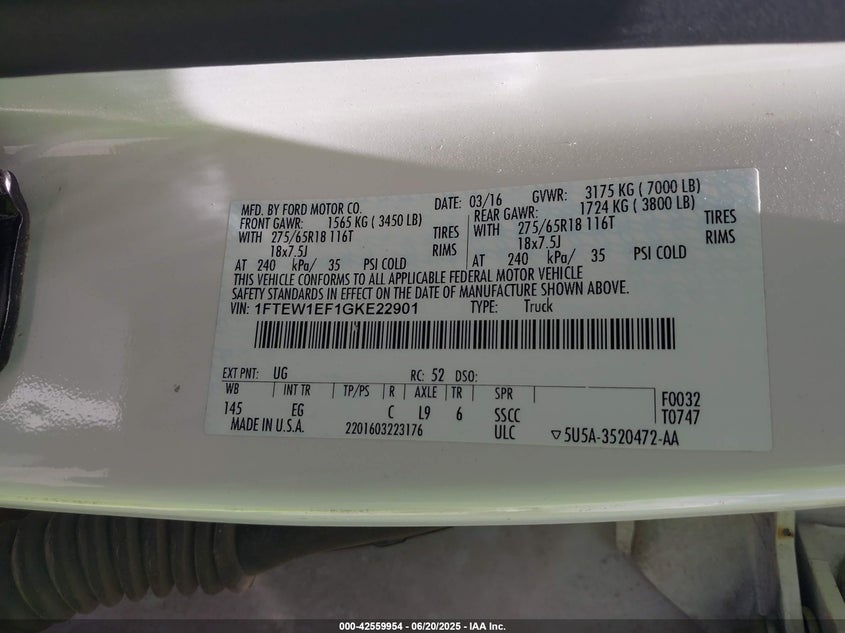 MFD. BY FORD MOTOR CO. DATE: 03/16 GVWR: 3175 KG ( 7000 LB)
FRONT GAWR: 1565 KG ( 3450 LB) REAR GAWR: 1724 KG ( 3800 LB)
WITH 275/65R18 116T TIRES WITH 275/65R18 116T TIRES
18x7.5J RIMS 18x7.5J RIMS
AT 240 kPa/ 35 PSI COLD AT 240 kPa/ 35 PSI COLD
THIS VEHICLE CONFORMS TO ALL APPLICABLE FEDERAL MOTOR VEHICLE
SAFETY STANDARDS IN EFFECT ON THE DATE OF MANUFACTURE SHOWN ABOVE.
VIN: 1FTEW1EF1GKE22901 TYPE: Truck
EXT PNT: UG RC: 52 DSO:
WB INT TR TP/PS R AXLE TR SPR F0032
145 EG C L9 6 SSCC T0747
MADE IN U.S.A. 2201603223176 ULC ▽5U5A-3520472-AA
000-42559954 - 06/20/2025 - IAA Inc.